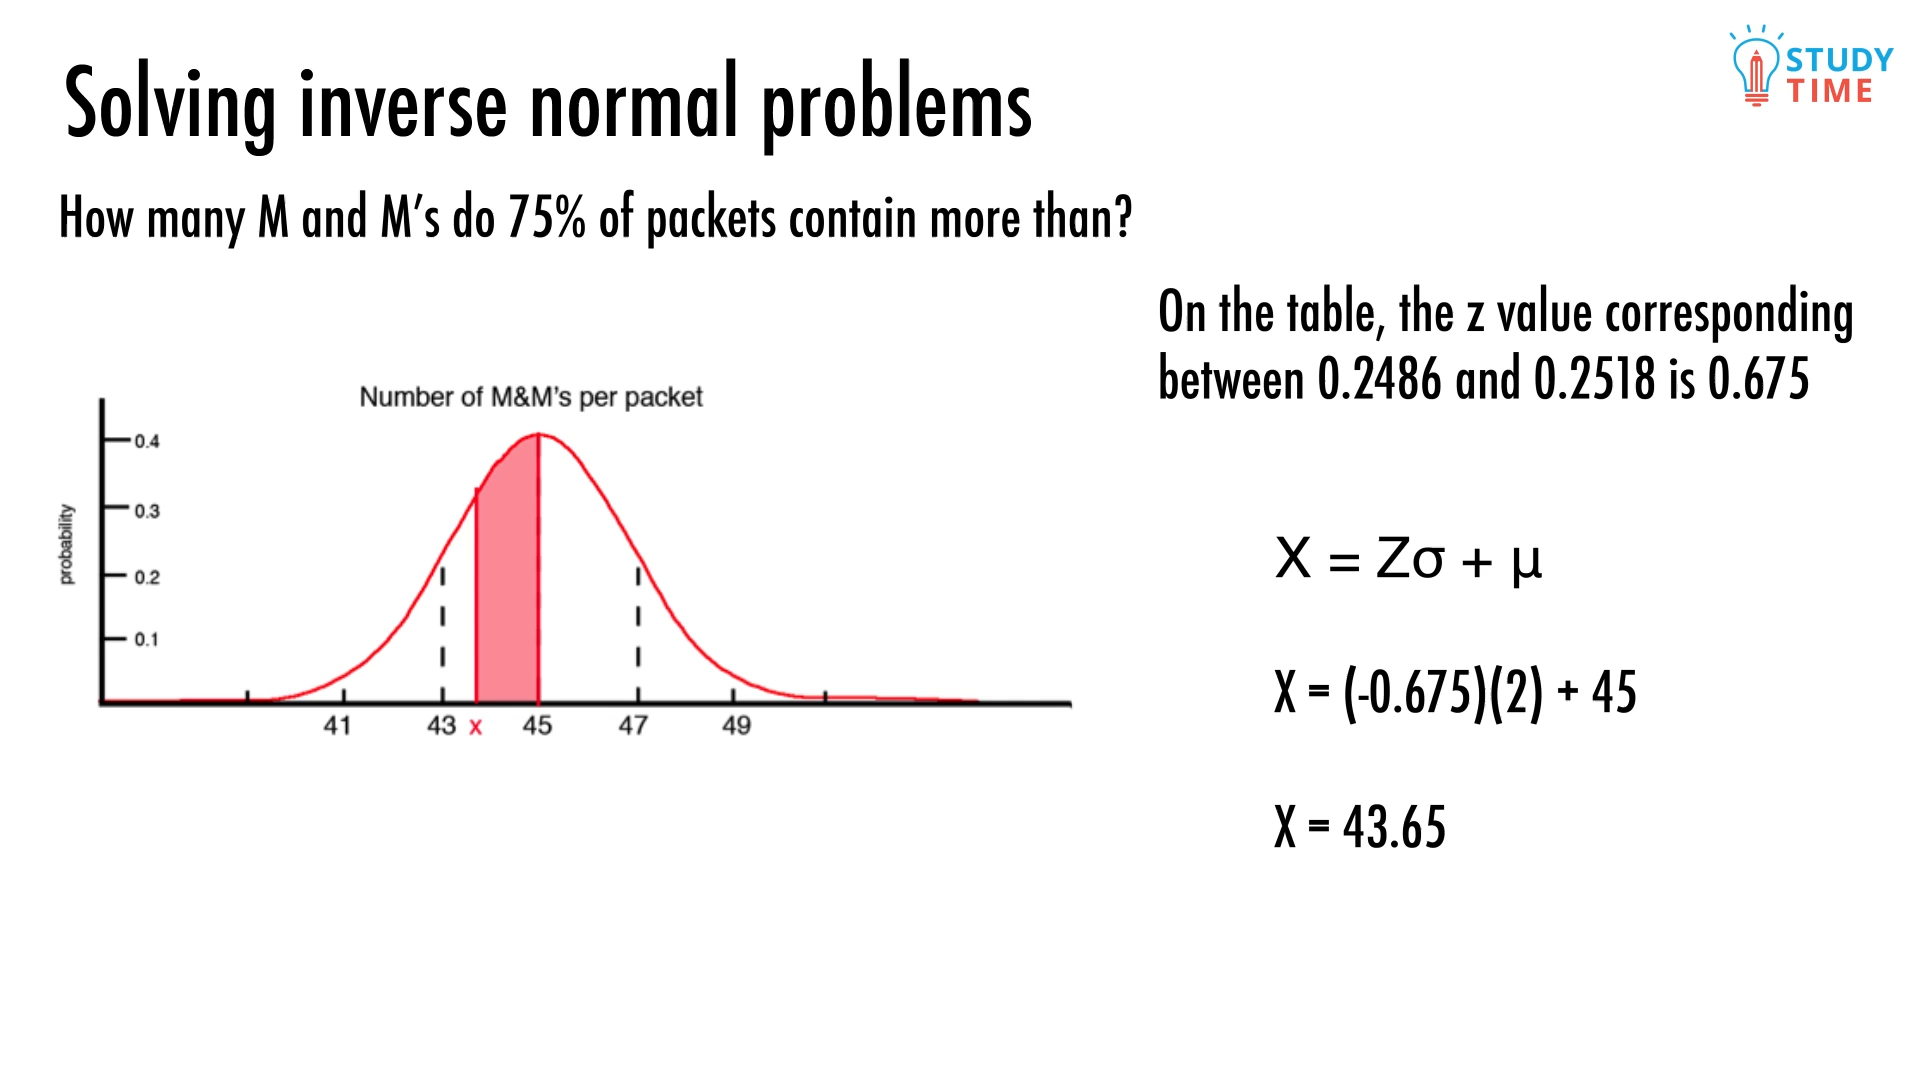 Solving inverse normal problems
STUDY
TIME
How many M and M’s do 75% of packets contain more than?
On the table, the z value corresponding
between 0.2486 and 0.2518 is 0.675
Number of M&M’s per packet
0.4
0.3
0.2
0.1
probability
41 43 x 45 47 49
X = Zσ + μ
X = (-0.675)(2) + 45
X = 43.65